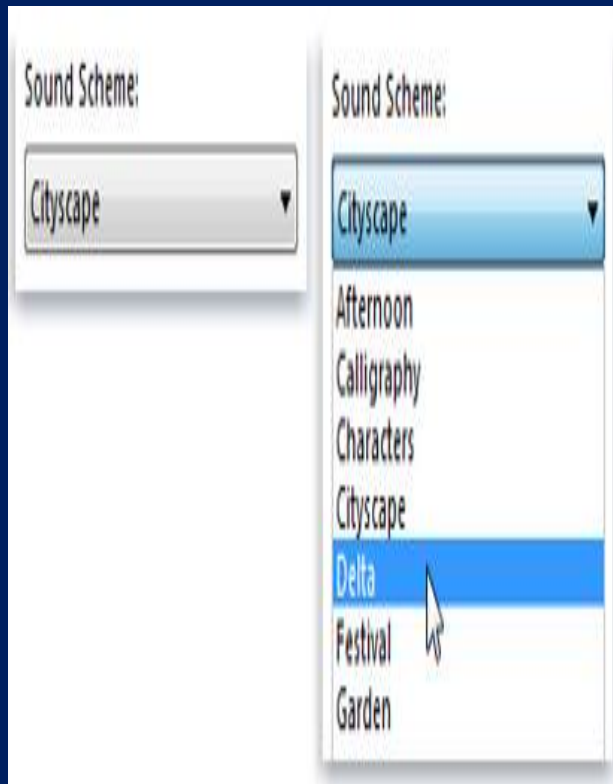 Sound Scheme:
Cityscape
Sound Scheme:
Cityscape
Afternoon
Calligraphy
Characters
Cityscape
Delta
Festival
Garden